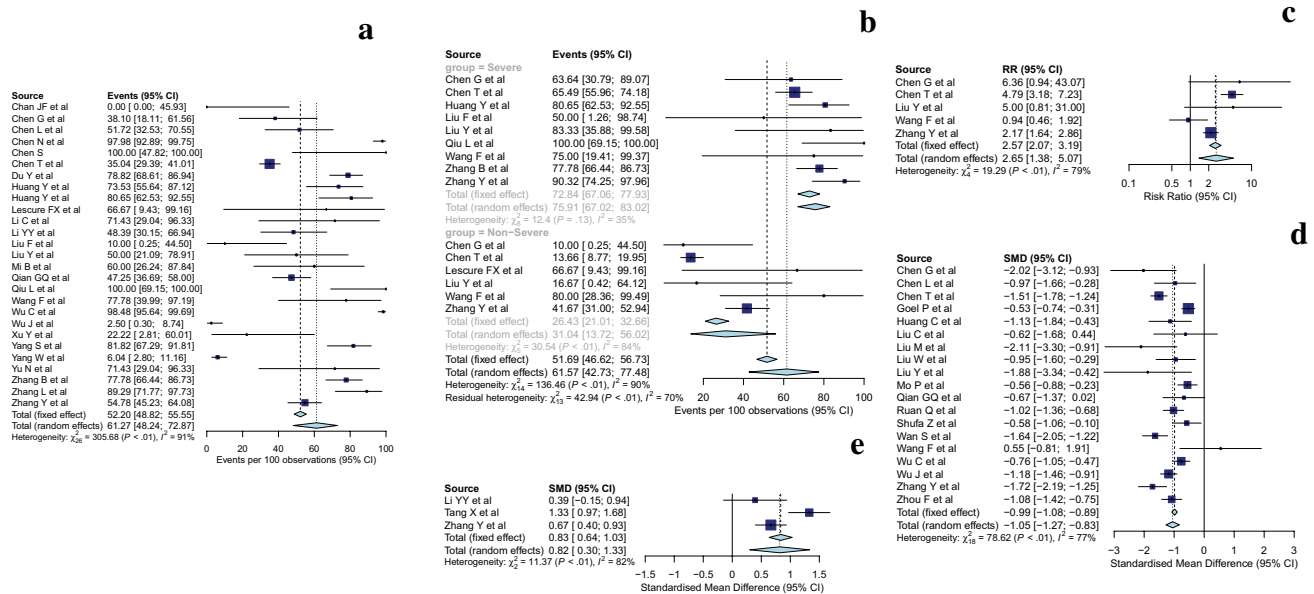 a
Source Events (95% CI)
Chan JF et al 0.00 [ 0.00; 45.93]
Chen G et al 38.10 [18.11; 61.56]
Chen L et al 51.72 [32.53; 70.55]
Chen N et al 97.98 [92.89; 99.75]
Chen S 100.00 [47.82; 100.00]
Chen T et al 35.04 [29.39; 41.01]
Du Y et al 78.82 [68.61; 86.94]
Huang Y et al 73.53 [55.64; 87.12]
Huang Y et al 80.65 [62.53; 92.55]
Lescure FX et al 66.67 [ 9.43; 99.16]
Li C et al 71.43 [29.04; 96.33]
Li YY et al 48.39 [30.15; 66.94]
Liu F et al 10.00 [ 0.25; 44.50]
Liu Y et al 50.00 [21.09; 78.91]
Mi B et al 60.00 [26.24; 87.84]
Qian GQ et al 47.25 [36.69; 58.00]
Qiu L et al 100.00 [69.15; 100.00]
Wang F et al 77.78 [39.99; 97.19]
Wu C et al 98.48 [95.64; 99.69]
Wu J et al 2.50 [ 0.30; 8.74]
Xu Y et al 22.22 [ 2.81; 60.01]
Yang S et al 81.82 [67.29; 91.81]
Yang W et al 6.04 [ 2.80; 11.16]
Yu N et al 71.43 [29.04; 96.33]
Zhang B et al 77.78 [66.44; 86.73]
Zhang L et al 89.29 [71.77; 97.73]
Zhang Y et al 54.78 [45.23; 64.08]
Total (fixed effect) 52.20 [48.82; 55.55]
Total (random effects) 61.27 [48.24; 72.87]
Heterogeneity: χ²₂₆ = 305.68 (P < .01), I² = 91%
0 20 40 60 80 100
Events per 100 observations (95% CI)
b
Source Events (95% CI)
group = Severe
Chen G et al 63.64 [30.79; 89.07]
Chen T et al 65.49 [55.96; 74.18]
Huang Y et al 80.65 [62.53; 92.55]
Liu F et al 50.00 [ 1.26; 98.74]
Liu Y et al 83.33 [35.88; 99.58]
Qiu L et al 100.00 [69.15; 100.00]
Wang F et al 75.00 [19.41; 99.37]
Zhang B et al 77.78 [66.44; 86.73]
Zhang Y et al 90.32 [74.25; 97.96]
Total (fixed effect) 72.84 [67.06; 77.93]
Total (random effects) 75.91 [67.02; 83.02]
Heterogeneity: χ²₈ = 12.4 (P = .13), I² = 35%
group = Non−Severe
Chen G et al 10.00 [ 0.25; 44.50]
Chen T et al 13.66 [ 8.77; 19.95]
Lescure FX et al 66.67 [ 9.43; 99.16]
Liu Y et al 16.67 [ 0.42; 64.12]
Wang F et al 80.00 [28.36; 99.49]
Zhang Y et al 41.67 [31.00; 52.94]
Total (fixed effect) 26.43 [21.01; 32.66]
Total (random effects) 31.04 [13.72; 56.02]
Heterogeneity: = 30.54 (P < .01), I² = 84%
Total (fixed effect) 51.69 [46.62; 56.73]
Total (random effects) 61.57 [42.73; 77.48]
Heterogeneity: χ²₁₄ = 136.46 (P < .01), I² = 90%
Residual heterogeneity: χ²₁₃ = 42.94 (P < .01), I² = 70%
0 20 40 60 80 100
Events per 100 observations (95% CI)
c
Source RR (95% CI)
Chen G et al 6.36 [0.94; 43.07]
Chen T et al 4.79 [3.18; 7.23]
Liu Y et al 5.00 [0.81; 31.00]
Wang F et al 0.94 [0.46; 1.92]
Zhang Y et al 2.17 [1.64; 2.86]
Total (fixed effect) 2.57 [2.07; 3.19]
Total (random effects) 2.65 [1.38; 5.07]
Heterogeneity: χ²₄ = 19.29 (P < .01), I² = 79%
0.1 0.5 1 2 10
Risk Ratio (95% CI)
d
Source SMD (95% CI)
Chen G et al −2.02 [−3.12; −0.93]
Chen L et al −0.97 [−1.66; −0.28]
Chen T et al −1.51 [−1.78; −1.24]
Goel P et al −0.53 [−0.74; −0.31]
Huang C et al −1.13 [−1.84; −0.43]
Liu C et al −0.62 [−1.68; 0.44]
Liu M et al −2.11 [−3.30; −0.91]
Liu W et al −0.95 [−1.60; −0.29]
Liu Y et al −1.88 [−3.34; −0.42]
Mo P et al −0.56 [−0.88; −0.23]
Qian GQ et al −0.67 [−1.37; 0.02]
Ruan Q et al −1.02 [−1.36; −0.68]
Shufa Z et al −0.58 [−1.06; −0.10]
Wan S et al −1.64 [−2.05; −1.22]
Wang F et al 0.55 [−0.81; 1.91]
Wu C et al −0.76 [−1.05; −0.47]
Wu J et al −1.18 [−1.46; −0.91]
Zhang Y et al −1.72 [−2.19; −1.25]
Zhou F et al −1.08 [−1.42; −0.75]
Total (fixed effect) −0.99 [−1.08; −0.89]
Total (random effects) −1.05 [−1.27; −0.83]
Heterogeneity: χ²₁₈ = 78.62 (P < .01), I² = 77%
−3 −2 −1 0 1 2 3
Standardised Mean Difference (95% CI)
e
Source SMD (95% CI)
Li YY et al 0.39 [−0.15; 0.94]
Tang X et al 1.33 [0.97; 1.68]
Zhang Y et al 0.67 [0.40; 0.93]
Total (fixed effect) 0.83 [0.64; 1.03]
Total (random effects) 0.82 [0.30; 1.33]
Heterogeneity: χ²₂ = 11.37 (P < .01), I² = 82%
−1.5 −1 −0.5 0 0.5 1 1.5
Standardised Mean Difference (95% CI)